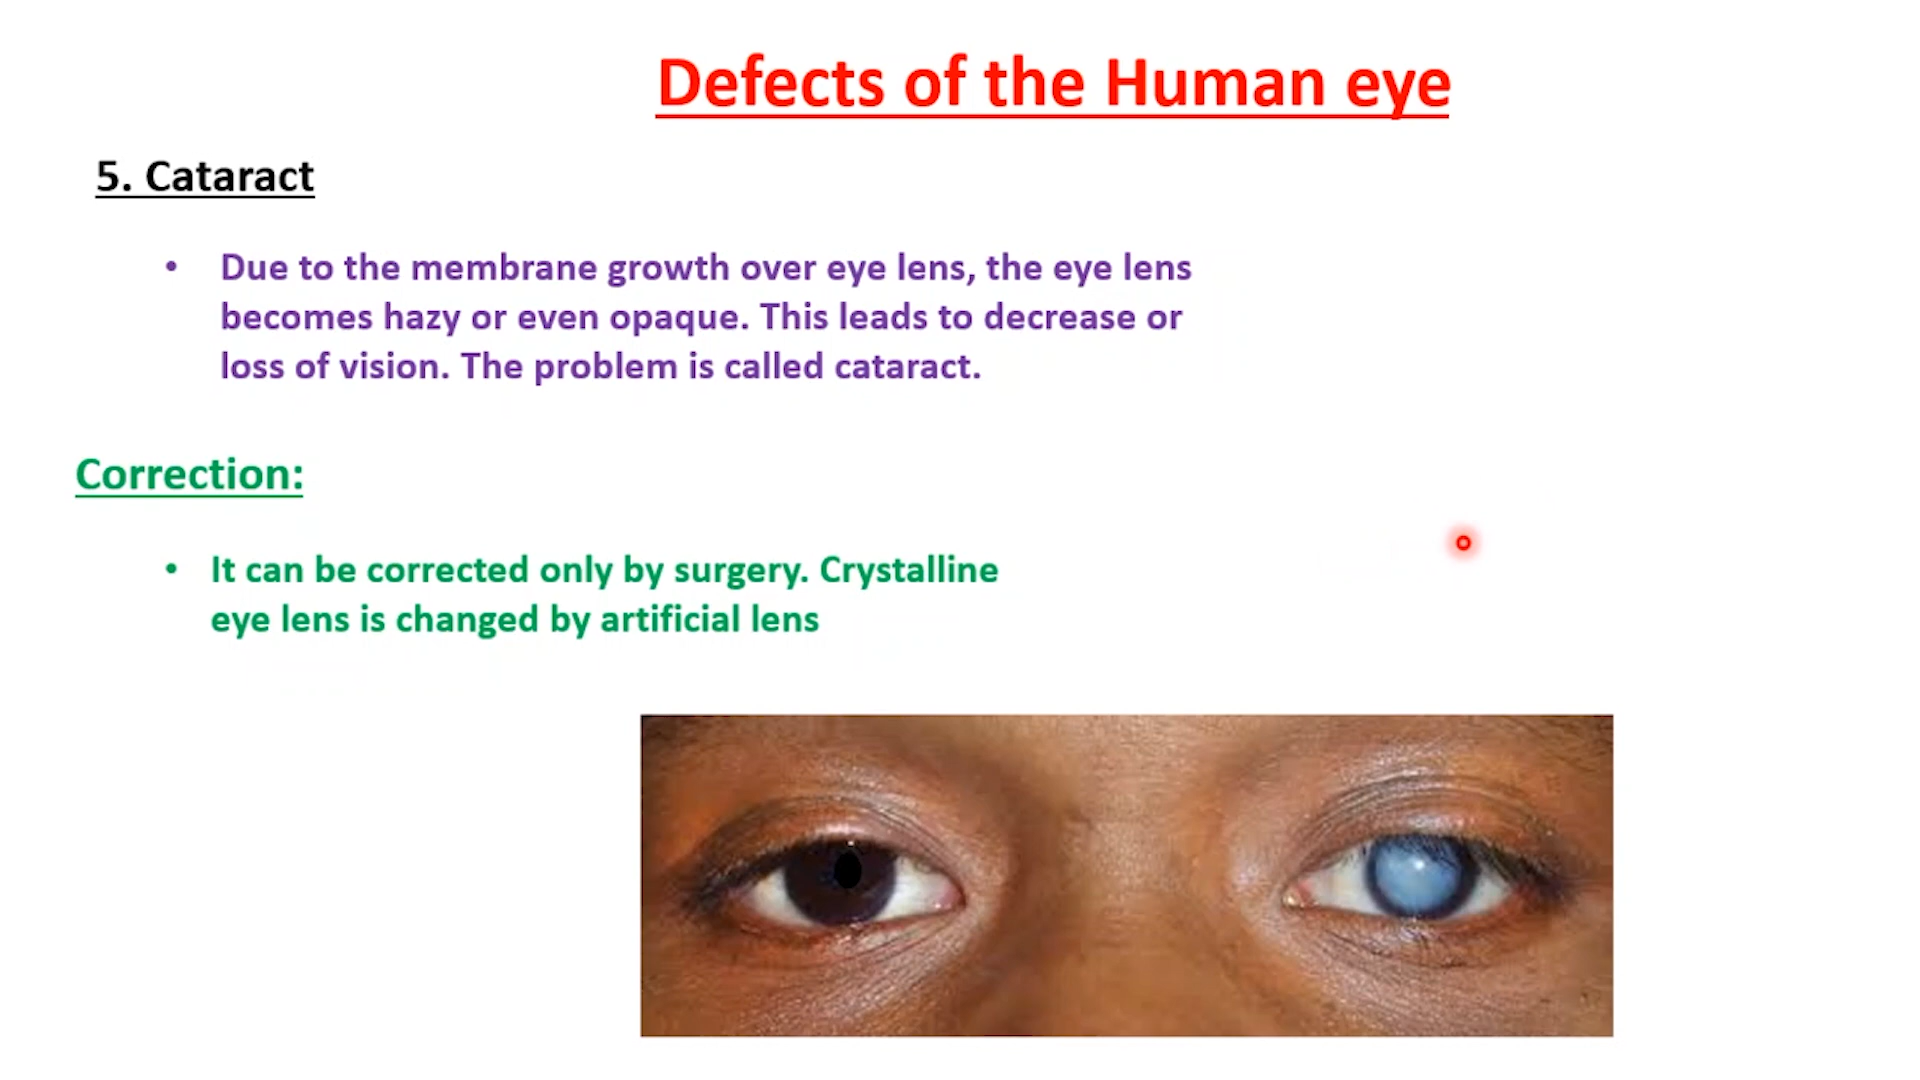 Defects of the Human eye
5. Cataract
• Due to the membrane growth over eye lens, the eye lens
becomes hazy or even opaque. This leads to decrease or
loss of vision. The problem is called cataract.
Correction:
• It can be corrected only by surgery. Crystalline
eye lens is changed by artificial lens